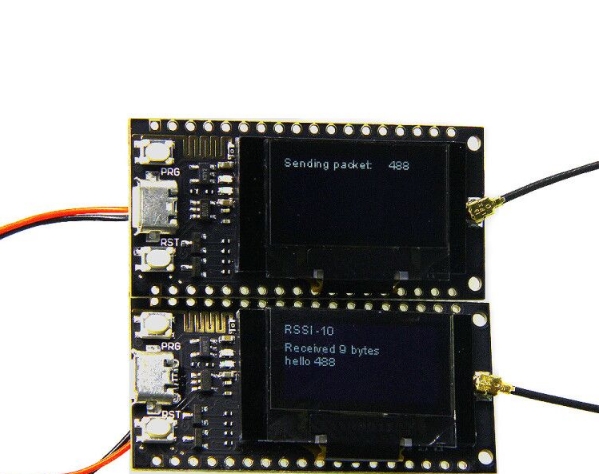 Sending packet: 488
PRG
RST
RSSI -10
PRG
Received 9 bytes
hello 488
RST